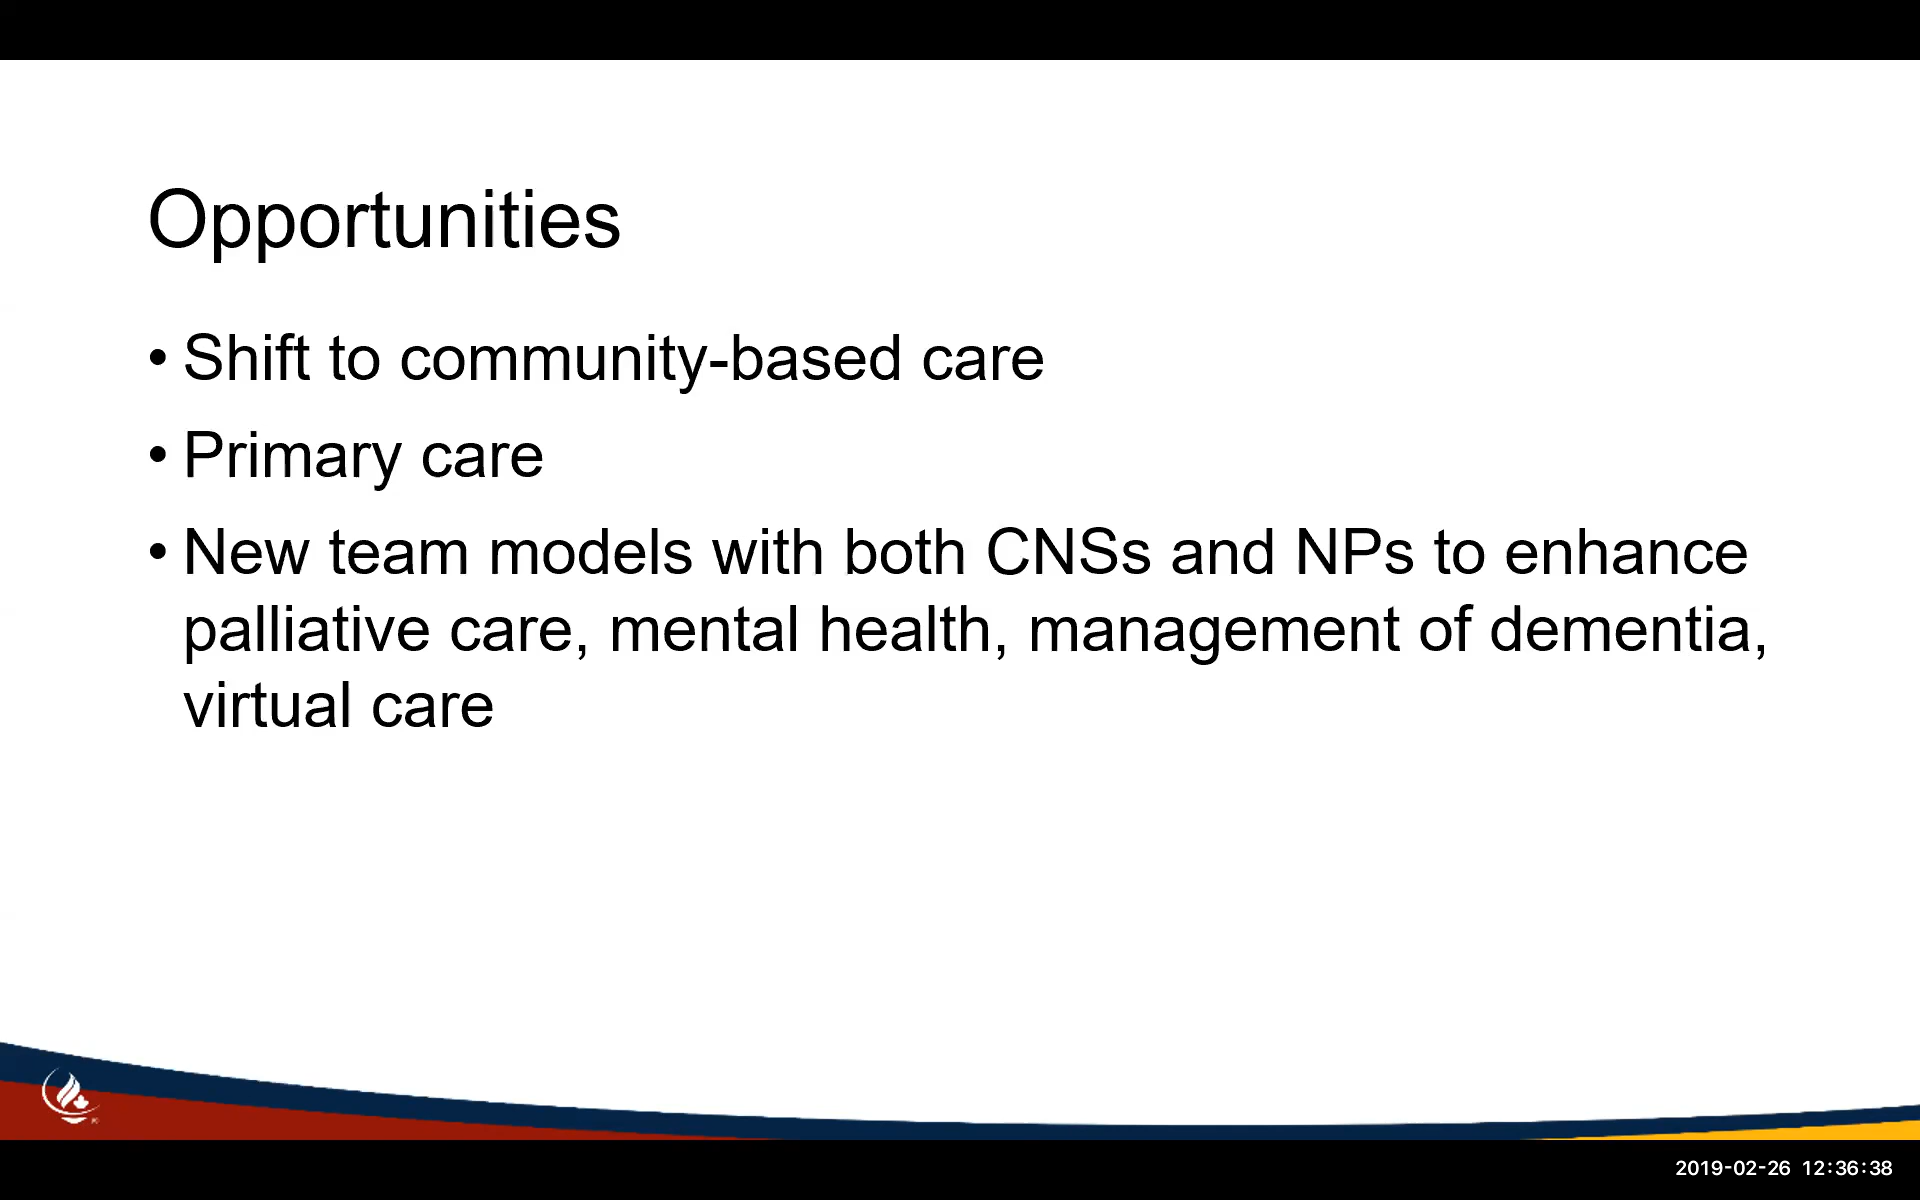 Opportunities
• Shift to community-based care
• Primary care
• New team models with both CNSs and NPs to enhance
palliative care, mental health, management of dementia,
virtual care
®
2019-02-26 12:36:38